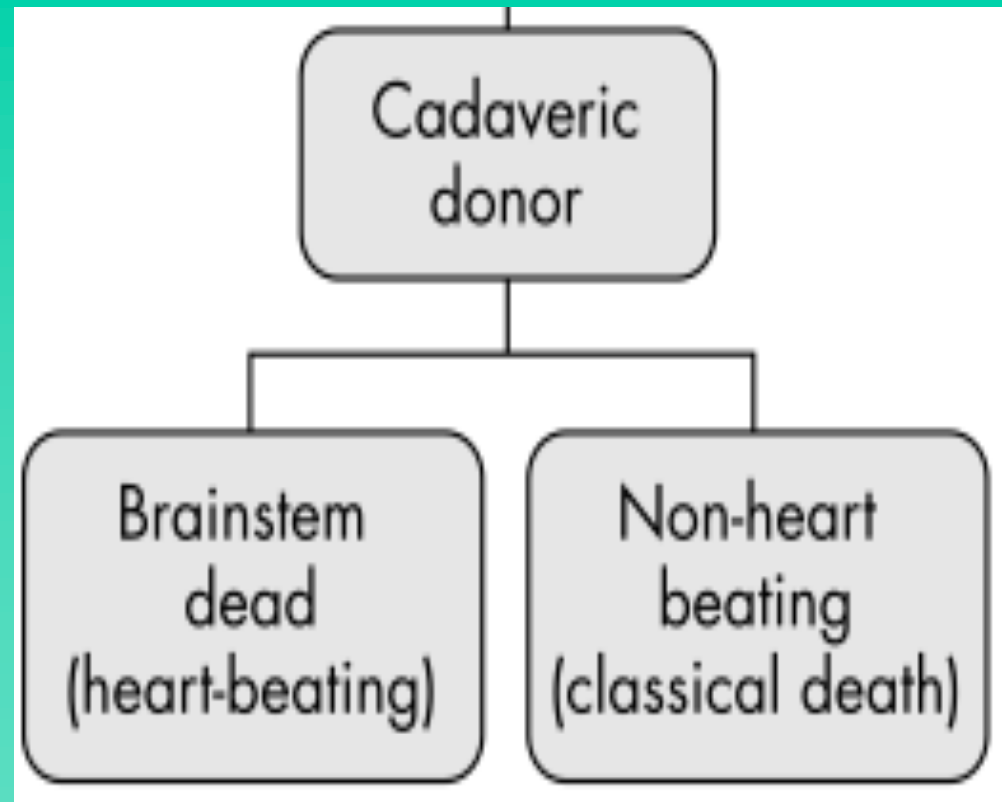 Cadaveric
donor
Brainstem
dead
(heart-beating)
Non-heart
beating
(classical death)